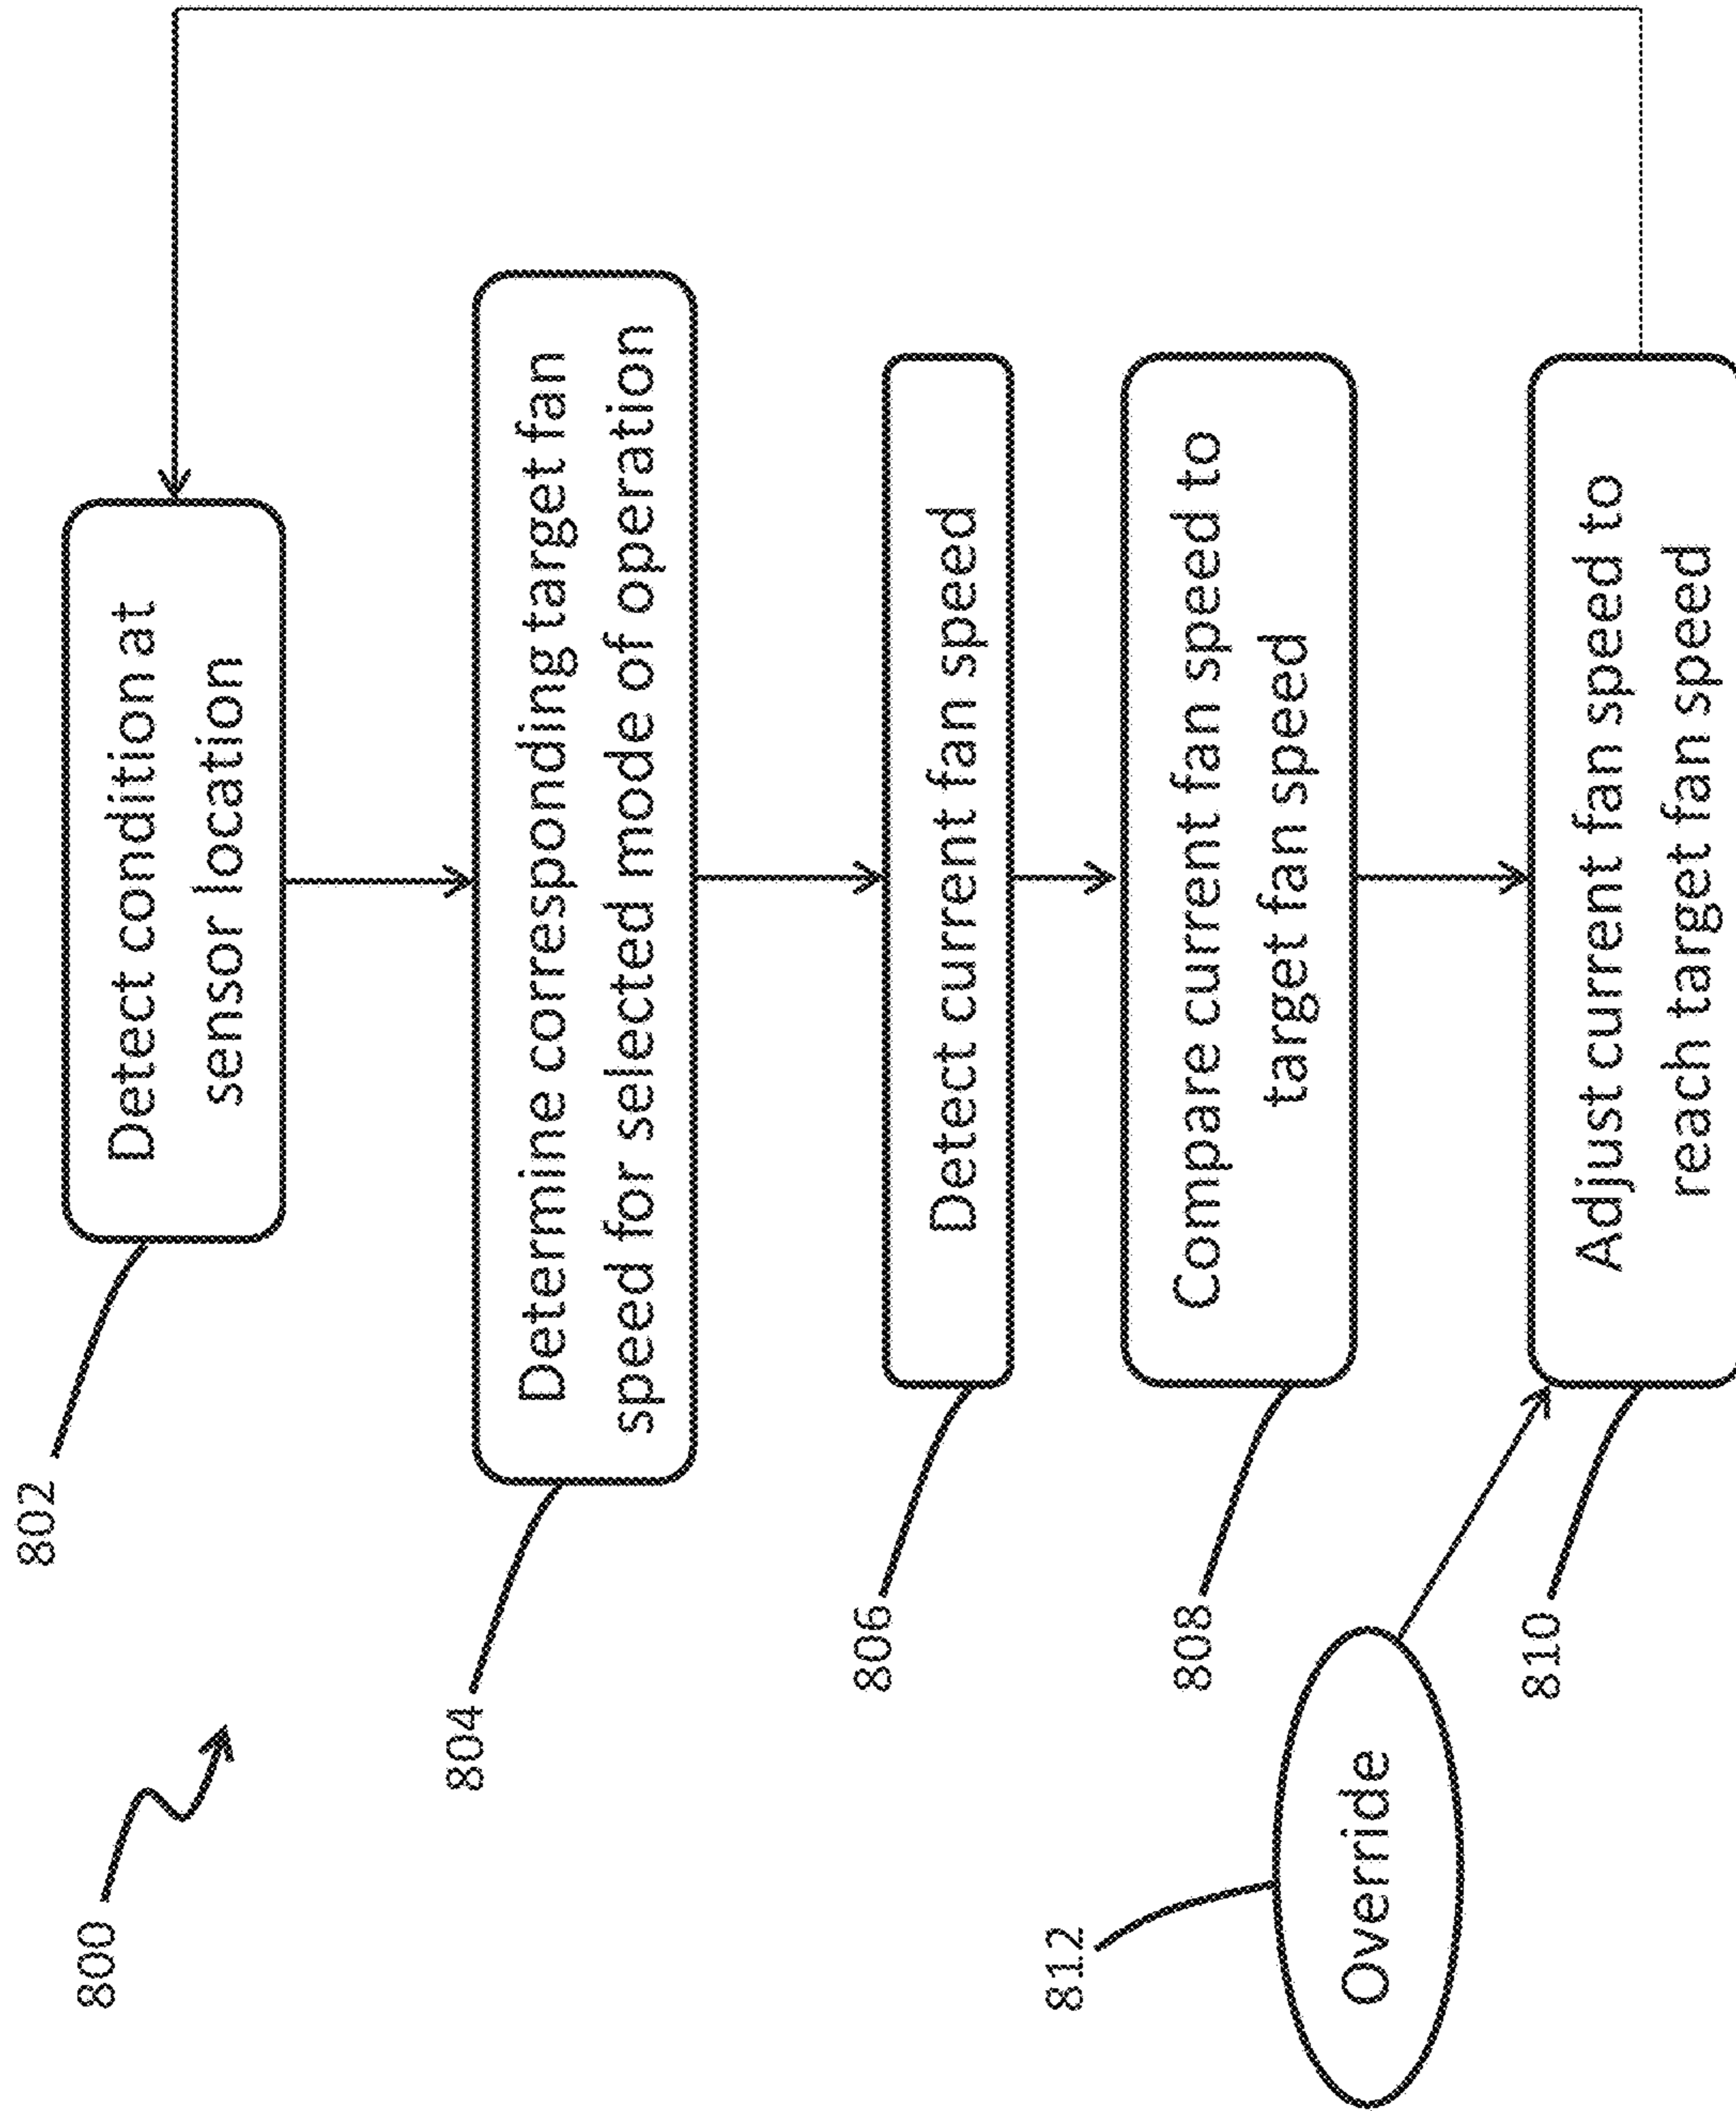 800
802
Detect condition at
sensor location
804
Determine corresponding target fan
speed for selected mode of operation
806
Detect current fan speed
808
Compare current fan speed to
target fan speed
812
Override
810
Adjust current fan speed to
reach target fan speed